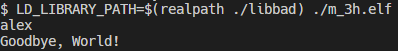 $ LD_LIBRARY_PATH=$(realpath ./libbad) ./m_3h.elf
alex
Goodbye, World!